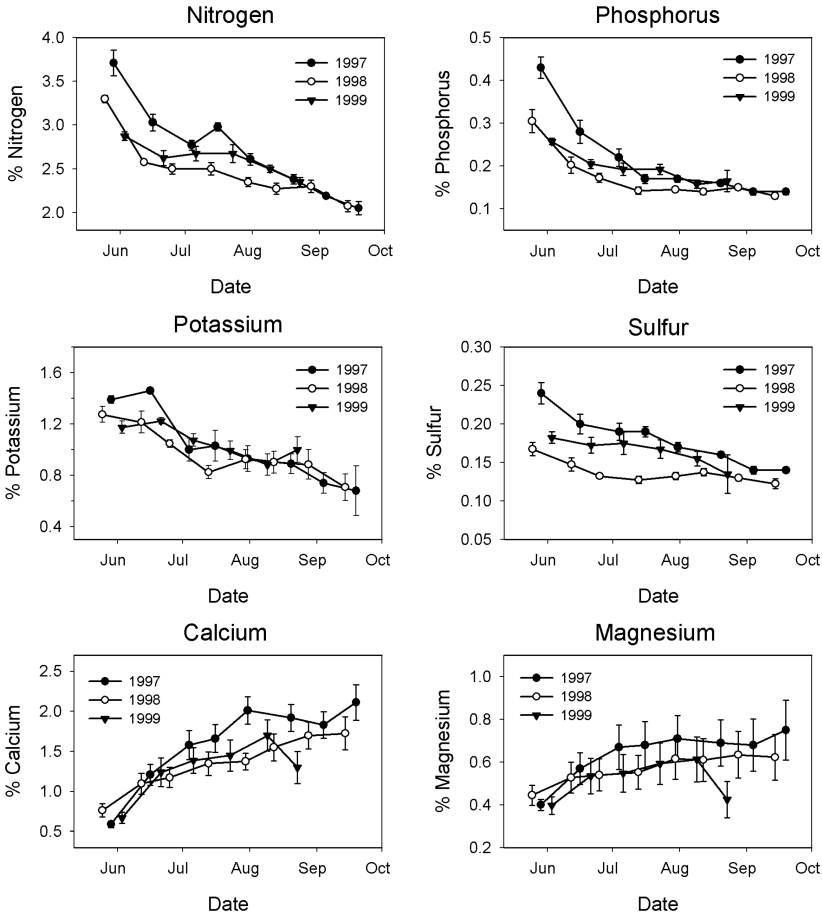 Nitrogen
4.0
3.5
3.0
2.5
2.0
% Nitrogen
1997
1998
1999
Jun Jul Aug Sep Oct
Date
Phosphorus
0.5
0.4
0.3
0.2
0.1
% Phosphorus
1997
1998
1999
Jun Jul Aug Sep Oct
Date
Potassium
1.6
1.2
0.8
0.4
% Potassium
1997
1998
1999
Jun Jul Aug Sep Oct
Date
Sulfur
0.30
0.25
0.20
0.15
0.10
0.05
% Sulfur
1997
1998
1999
Jun Jul Aug Sep Oct
Date
Calcium
2.5
2.0
1.5
1.0
0.5
% Calcium
1997
1998
1999
Jun Jul Aug Sep Oct
Date
Magnesium
1.0
0.8
0.6
0.4
0.2
% Magnesium
1997
1998
1999
Jun Jul Aug Sep Oct
Date